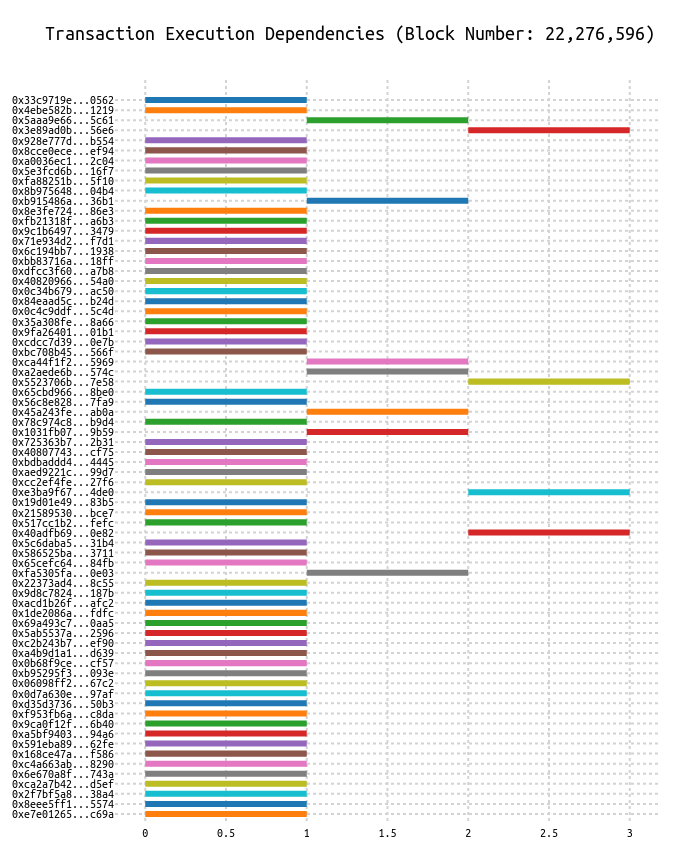 Transaction Execution Dependencies (Block Number: 22,276,596)
0x33c9719e...0562
0x4ebe582b...1219
0x5aaa9e66...5c61
0x3e89ad0b...56e6
0x928e777d...b554
0x8cce0ece...ef94
0xa0036ec1...2c04
0x5e3fcd6b...16f7
0xfa88251b...5f10
0x8b975648...04b4
0xb915486a...36b1
0x8e3fe724...86e3
0xfb21318f...a6b3
0x9c1b6497...3479
0x71e934d2...f7d1
0x6c194bb7...1938
0xbb83716a...18ff
0xdfcc3f60...a7b8
0x40820966...54a0
0x0c34b679...ac50
0x84eaad5c...b24d
0x0c4c9ddf...5c4d
0x35a308fe...8a66
0x9fa26401...01b1
0xcdcc7d39...0e7b
0xbc708b45...566f
0xca44f1f2...5969
0xa2aede6b...574c
0x5523706b...7e58
0x65cbd966...8be0
0x56c8e828...7fa9
0x45a243fe...ab0a
0x78c974c8...b9d4
0x1031fb07...9b59
0x725363b7...2b31
0x40807743...cf75
0xbdbaddd4...4445
0xaed9221c...99d7
0xcc2ef4fe...27f6
0xe3ba9f67...4de0
0x19d01e49...83b5
0x21589530...bce7
0x517cc1b2...fefc
0x40adfb69...0e82
0x5c6daba5...31b4
0x586525ba...3711
0x65cefc64...84fb
0xfa5305fa...0e03
0x22373ad4...8c55
0x9d8c7824...187b
0xacd1b26f...afc2
0x1de2086a...fdfc
0x69a493c7...0aa5
0x5ab5537a...2596
0xc2b243b7...ef90
0xa4b9d1a1...d639
0x0b68f9ce...cf57
0xb95295f3...093e
0x06098ff2...67c2
0x0d7a630e...97af
0xd35d3736...50b3
0xf953fb6a...c8da
0x9ca0f12f...6b40
0xa5bf9403...94a6
0x591eba89...62fe
0x168ce47a...f586
0xc4a663ab...8290
0x6e670a8f...743a
0xca2a7b42...d5ef
0x2f7bf5a8...38a4
0x8eee5ff1...5574
0xe7e01265...c69a
0 0.5 1 1.5 2 2.5 3